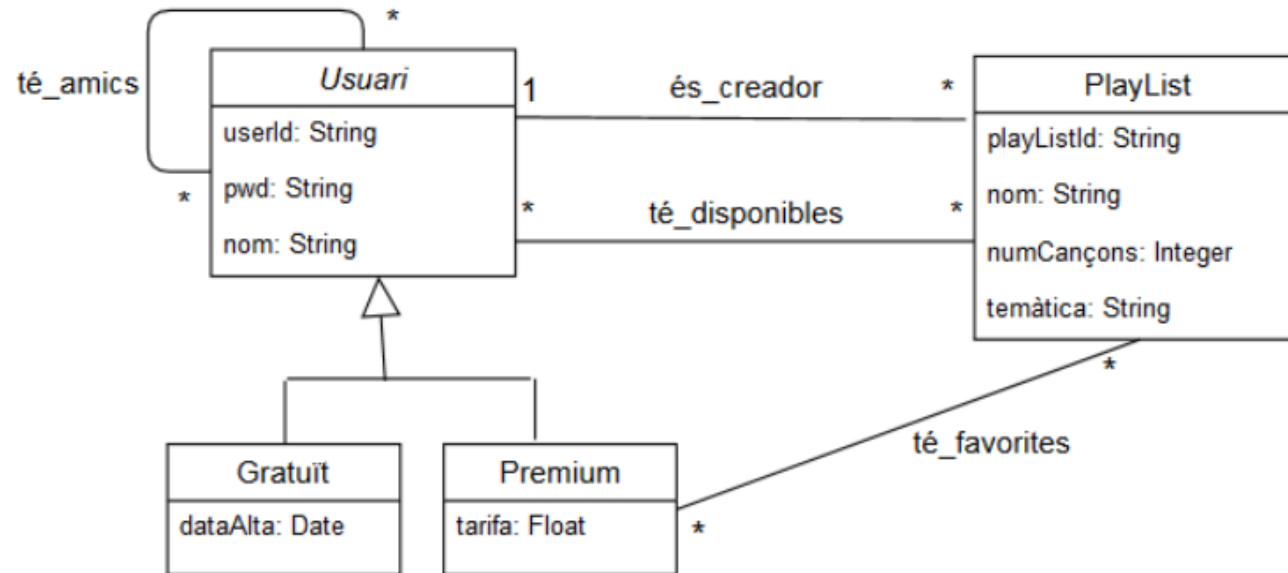 *
té_amics
Usuari
userId: String
pwd: String
nom: String
*
1
és_creador
*
*
té_disponibles
*
PlayList
playListId: String
nom: String
numCançons: Integer
temàtica: String
*
té_favorites
*
Gratuït
dataAlta: Date
Premium
tarifa: Float